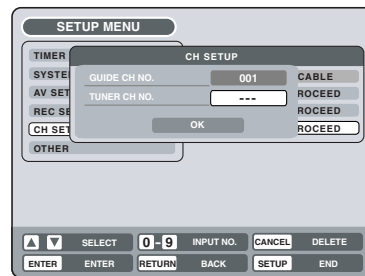 SETUP MENU
TIMER
CH SETUP
SYSTE
GUIDE CH NO. 001
CABLE
AV SET
TUNER CH NO. ---
ROCEED
REC SE
ROCEED
OK
CH SET
ROCEED
OTHER
▲ ▼ SELECT 0-9 INPUT NO. CANCEL DELETE
ENTER ENTER RETURN BACK SETUP END